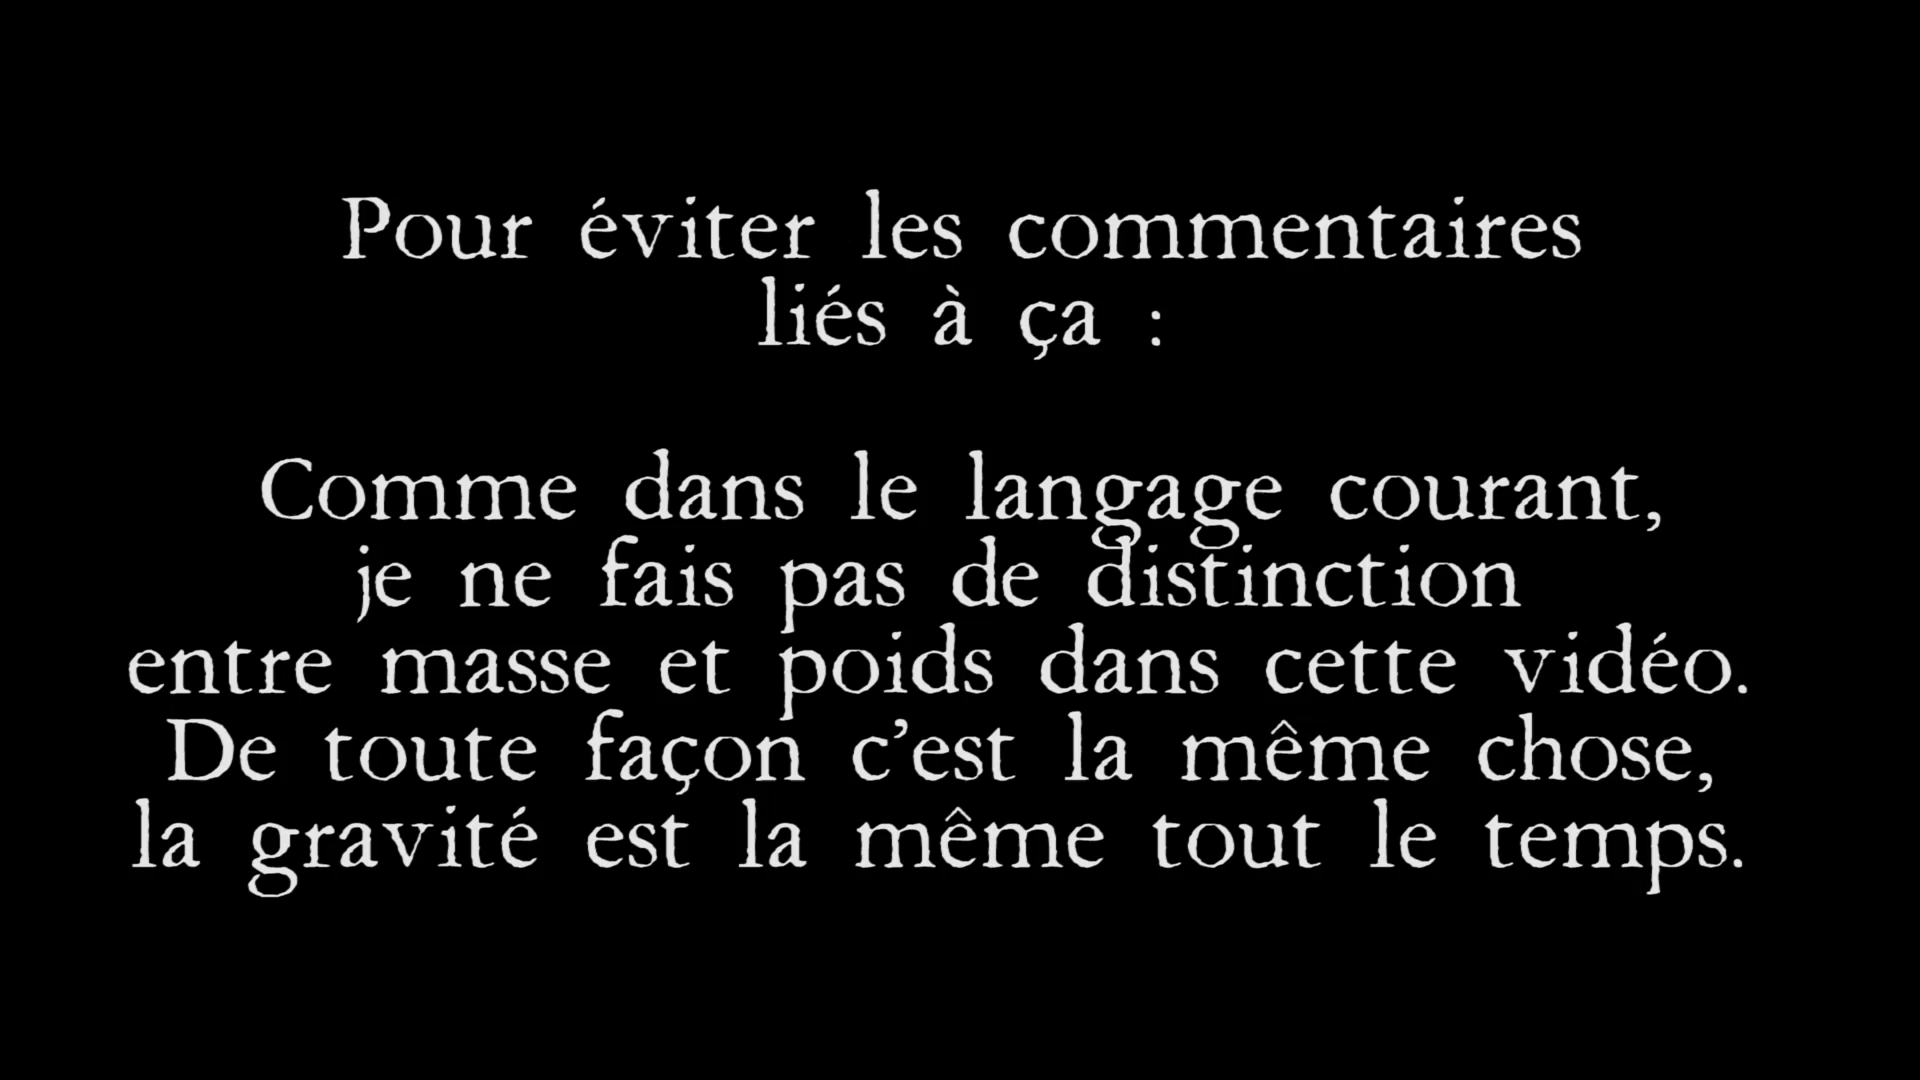 Pour éviter les commentaires
liés à ça :
Comme dans le langage courant,
je ne fais pas de distinction
entre masse et poids dans cette vidéo.
De toute façon c’est la même chose,
la gravité est la même tout le temps.